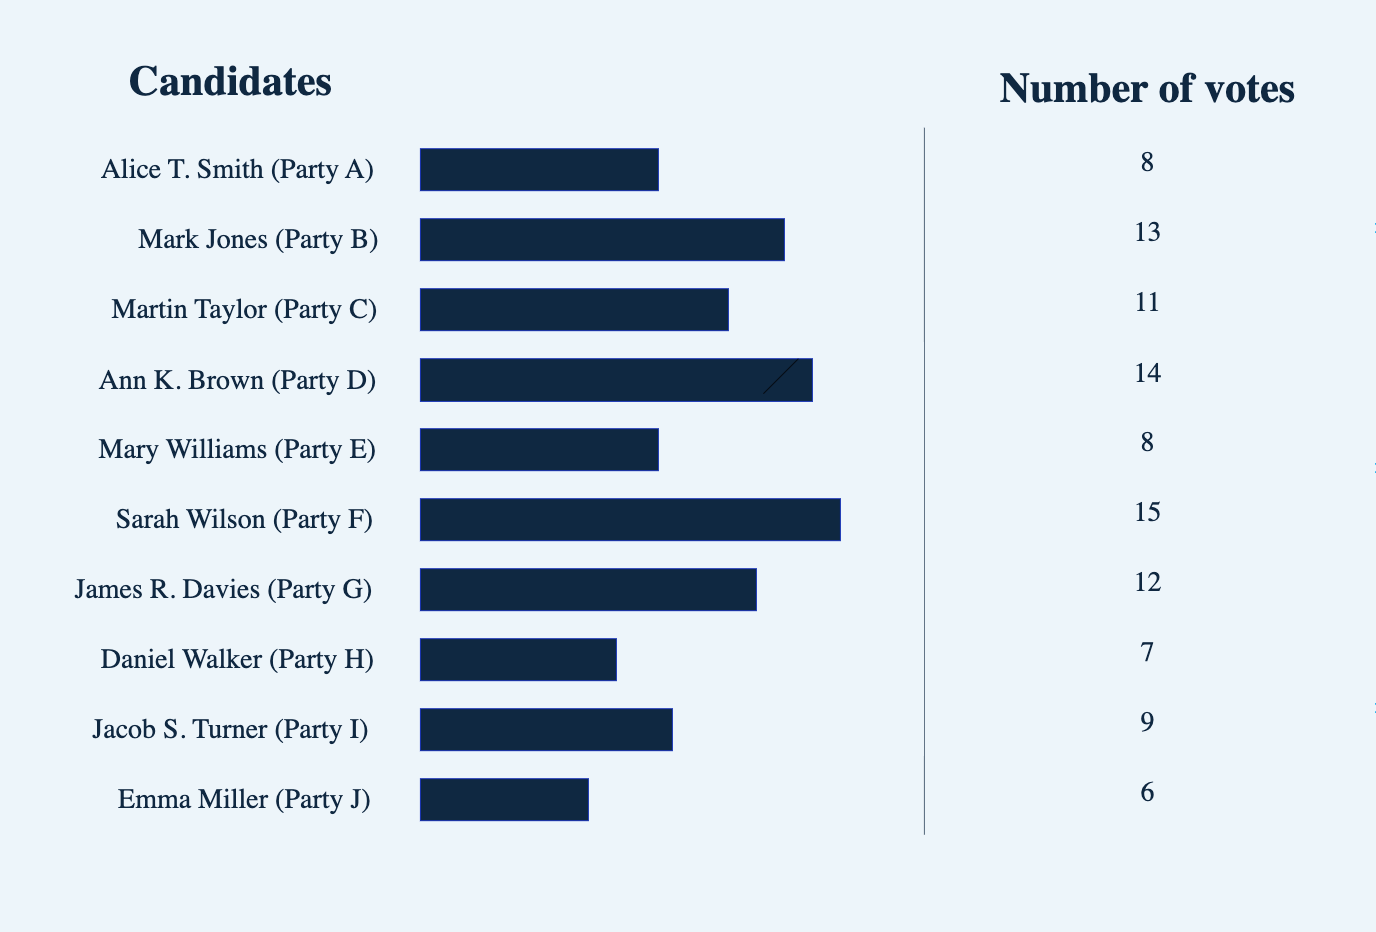 Candidates
Number of votes
Alice T. Smith (Party A) 8
Mark Jones (Party B) 13
Martin Taylor (Party C) 11
Ann K. Brown (Party D) 14
Mary Williams (Party E) 8
Sarah Wilson (Party F) 15
James R. Davies (Party G) 12
Daniel Walker (Party H) 7
Jacob S. Turner (Party I) 9
Emma Miller (Party J) 6